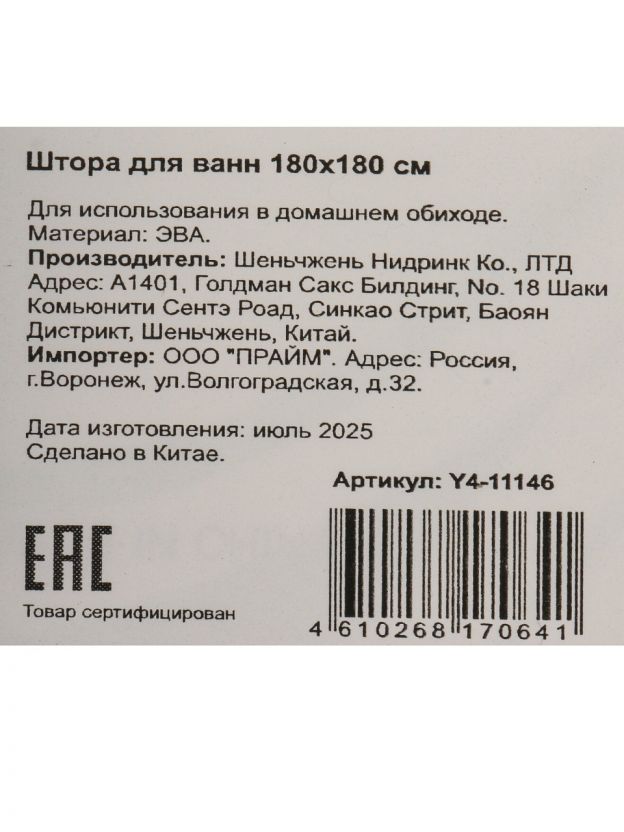 Штора для ванн 180х180 см
Для использования в домашнем обиходе.
Материал: ЭВА.
Производитель: Шеньчжень Нидринк Ко., ЛТД
Адрес: А1401, Голдман Сакс Билдинг, No. 18 Шаки
Комьюнити Сентэ Роад, Синкао Стрит, Баоян
Дистрикт, Шеньчжень, Китай.
Импортер: ООО "ПРАЙМ". Адрес: Россия,
г.Воронеж, ул.Волгоградская, д.32.
Дата изготовления: июль 2025
Сделано в Китае.
Артикул: Y4-11146
ЕАС
Товар сертифицирован
4 610268 170641